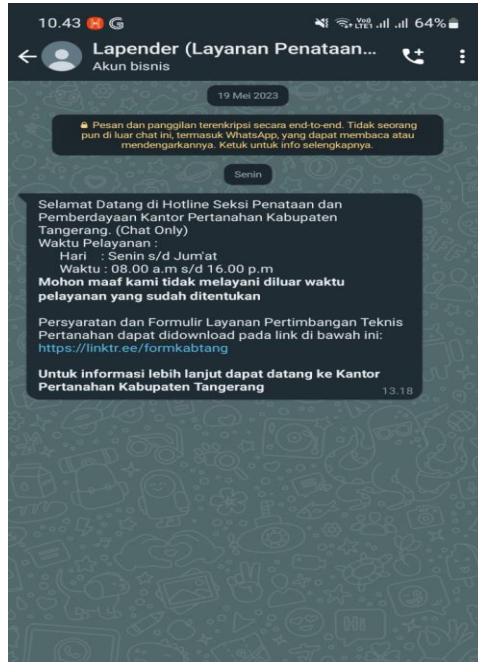 10.43 64%
Lapender (Layanan Penataan...
Akun bisnis
19 Mei 2023
Pesan dan panggilan terenkripsi secara end-to-end. Tidak seorang
pun di luar chat ini, termasuk WhatsApp, yang dapat membaca atau
mendengarkannya. Ketuk untuk info selengkapnya.
Senin
Selamat Datang di Hotline Seksi Penataan dan
Pemberdayaan Kantor Pertanahan Kabupaten
Tangerang. (Chat Only)
Waktu Pelayanan :
Hari : Senin s/d Jum'at
Waktu : 08.00 a.m s/d 16.00 p.m
Mohon maaf kami tidak melayani diluar waktu
pelayanan yang sudah ditentukan
Persyaratan dan Formulir Layanan Pertimbangan Teknis
Pertanahan dapat didownload pada link di bawah ini:
https://linktr.ee/formkabtang
Untuk informasi lebih lanjut dapat datang ke Kantor
Pertanahan Kabupaten Tangerang
13.18